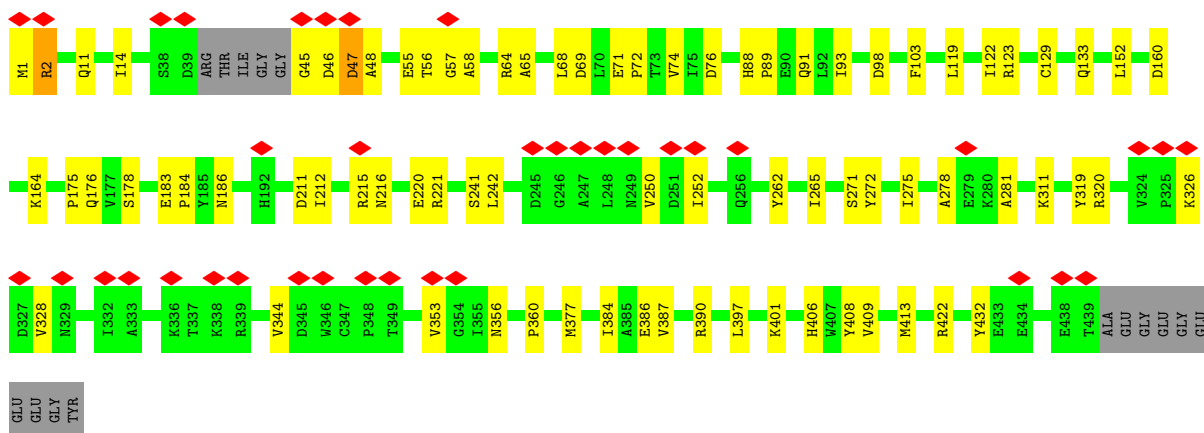 M1 R2 Q11 I14 S38 D39 ARG THR ILE GLY GLY G45 D46 D47 A48 E55 T56 G57 A58 R64 A65 L68 D69 L70 E71 P72 T73 V74 I75 D76 H88 P89 E90 Q91 L92 I93 D98 F103 L119 I122 R123 C129 Q133 L152 D160
K164 P175 Q176 V177 S178 E183 P184 Y185 N186 H192 D211 I212 R215 N216 E220 R221 S241 L242 D245 G246 A247 L248 N249 V250 D251 I252 Q256 Y262 I265 S271 Y272 I275 A278 E279 K280 A281 K311 Y319 R320 V324 P325 K326
D327 V328 N329 I332 A333 K336 T337 K338 R339 V344 D345 W346 C347 P348 T349 V353 G354 I355 N356 P360 M377 I384 A385 E386 V387 R390 L397 K401 H406 W407 Y408 V409 M413 R422 Y432 E433 E434 E438 T439 ALA GLU GLY GLU GLY GLU
GLU GLU GLY TYR